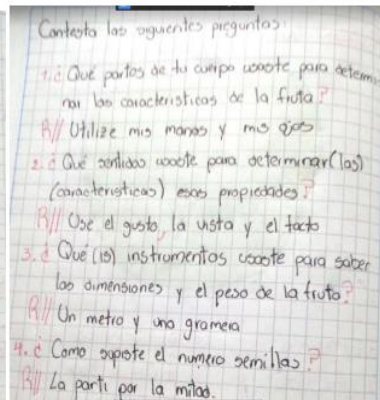 Contesta las siguientes preguntas:
1. ¿Qué partes de tu cuerpo usaste para determi
nar las características de la fruta?
R// Utilize mis manos y mis ojos
2. ¿Qué sentidos usaste para determinar(las)
(características) esas propiedades?
R// Use el gusto, la vista y el tacto
3. ¿Qué (is) instrumentos usaste para saber
las dimensiones y el peso de la fruta?
R// Un metro y una gramera
4. ¿Como supiste el numero semillas?
R// La parti por la mitad.